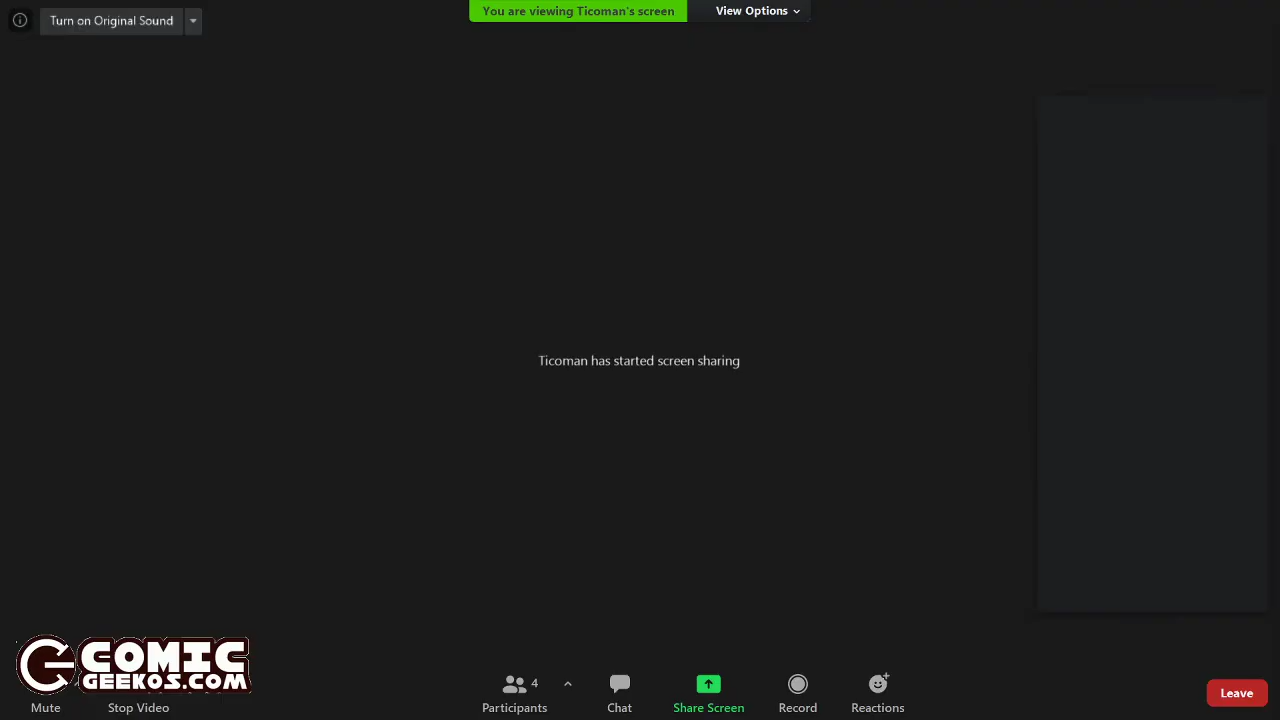 Turn on Original Sound
You are viewing Ticoman's screen
View Options
Ticoman has started screen sharing
COMIC
GEEKOS.COM
Mute
Stop Video
4
Participants
Chat
Share Screen
Record
Reactions
Leave